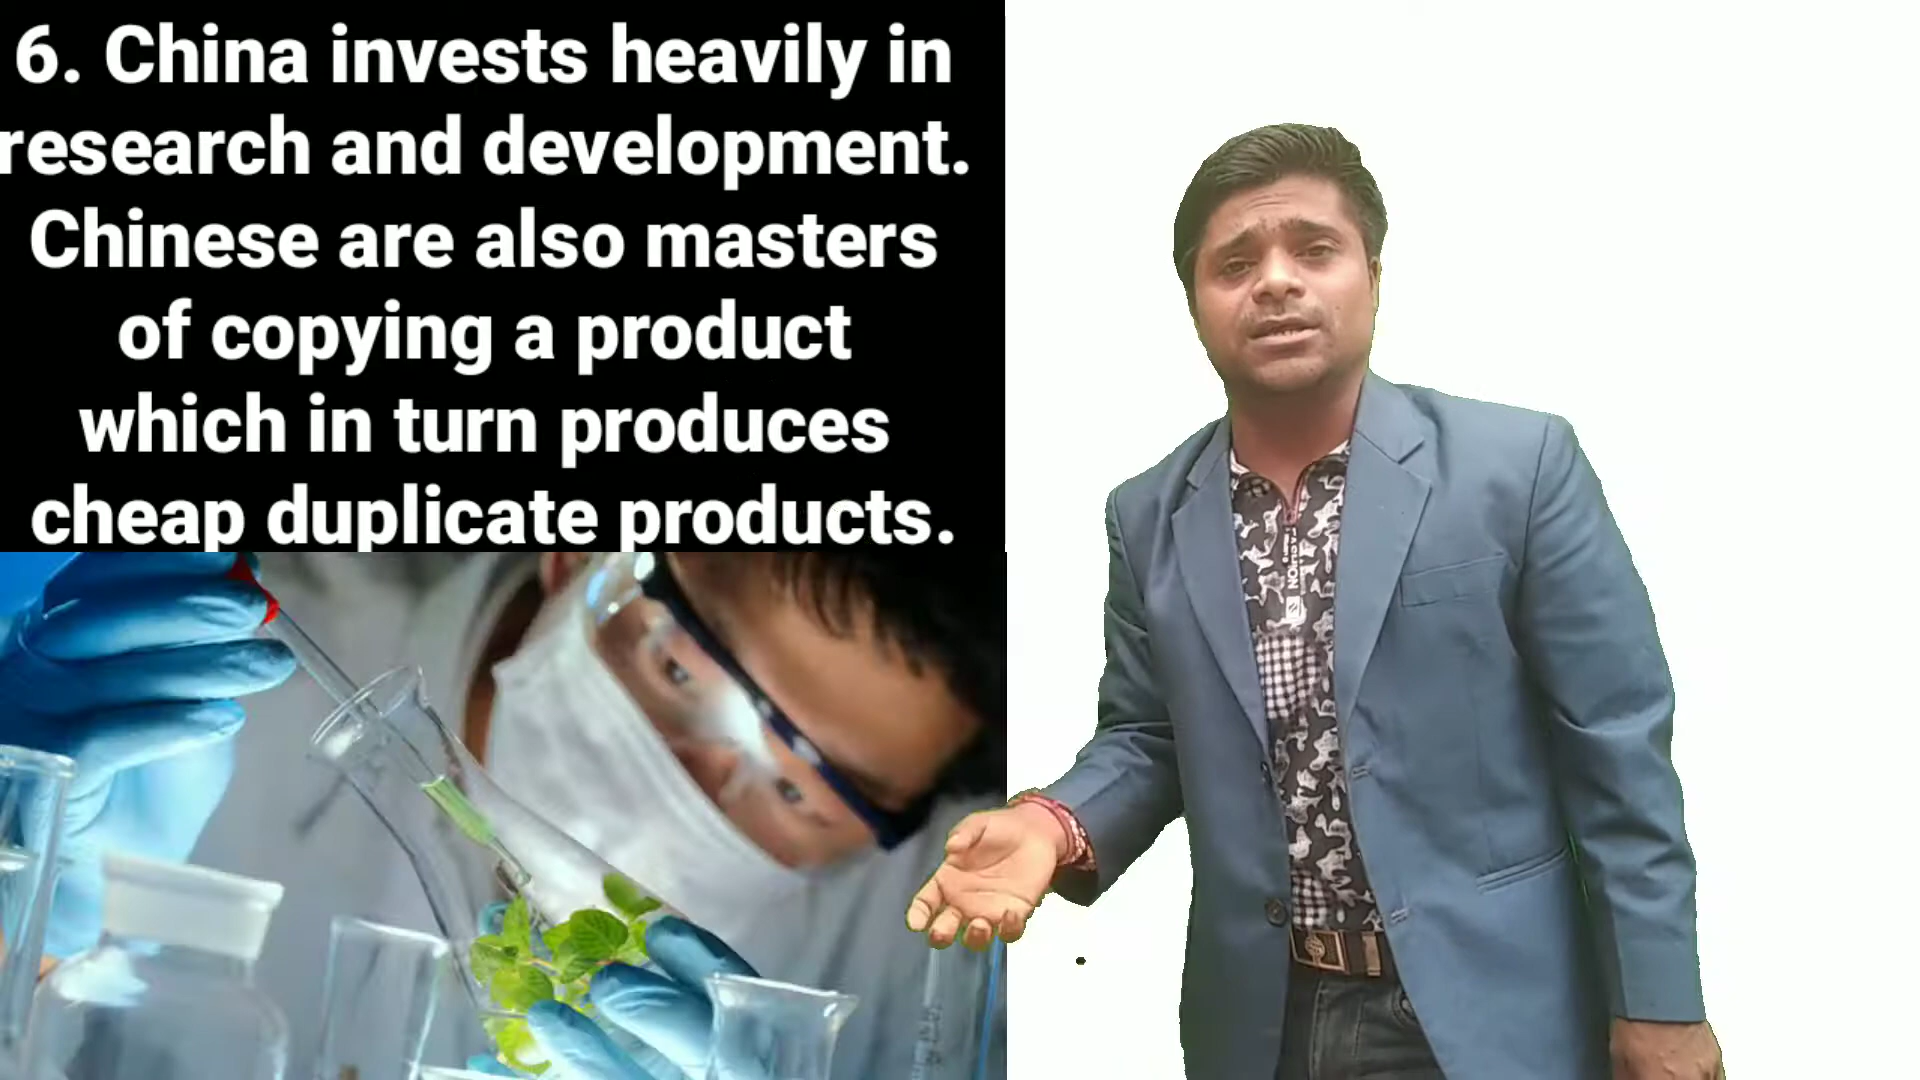 6. China invests heavily in
research and development.
Chinese are also masters
of copying a product
which in turn produces
cheap duplicate products.